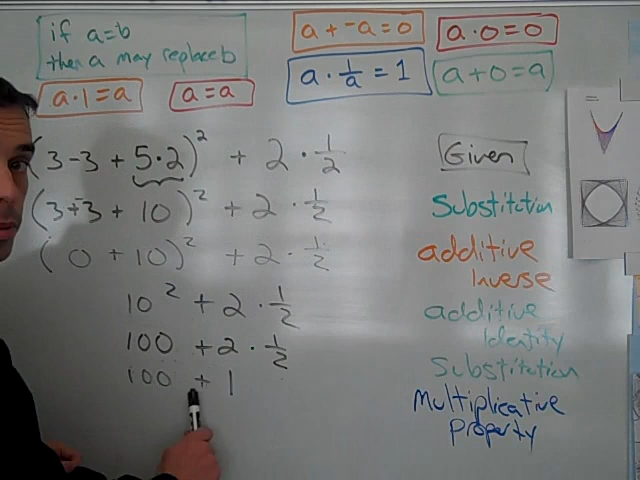 if a=b
then a may replace b
a + -a = 0
a · 0 = 0
a · 1 = a
a = a
a · 1/a = 1
a + 0 = a
(3-3 + 5·2)² + 2 · 1/2
Given
(3+-3 + 10)² + 2 · 1/2
Substitution
(0 + 10)² + 2 · 1/2
additive
Inverse
10² + 2 · 1/2
additive
Identity
100 + 2 · 1/2
Substitution
100 + 1
Multiplicative
property